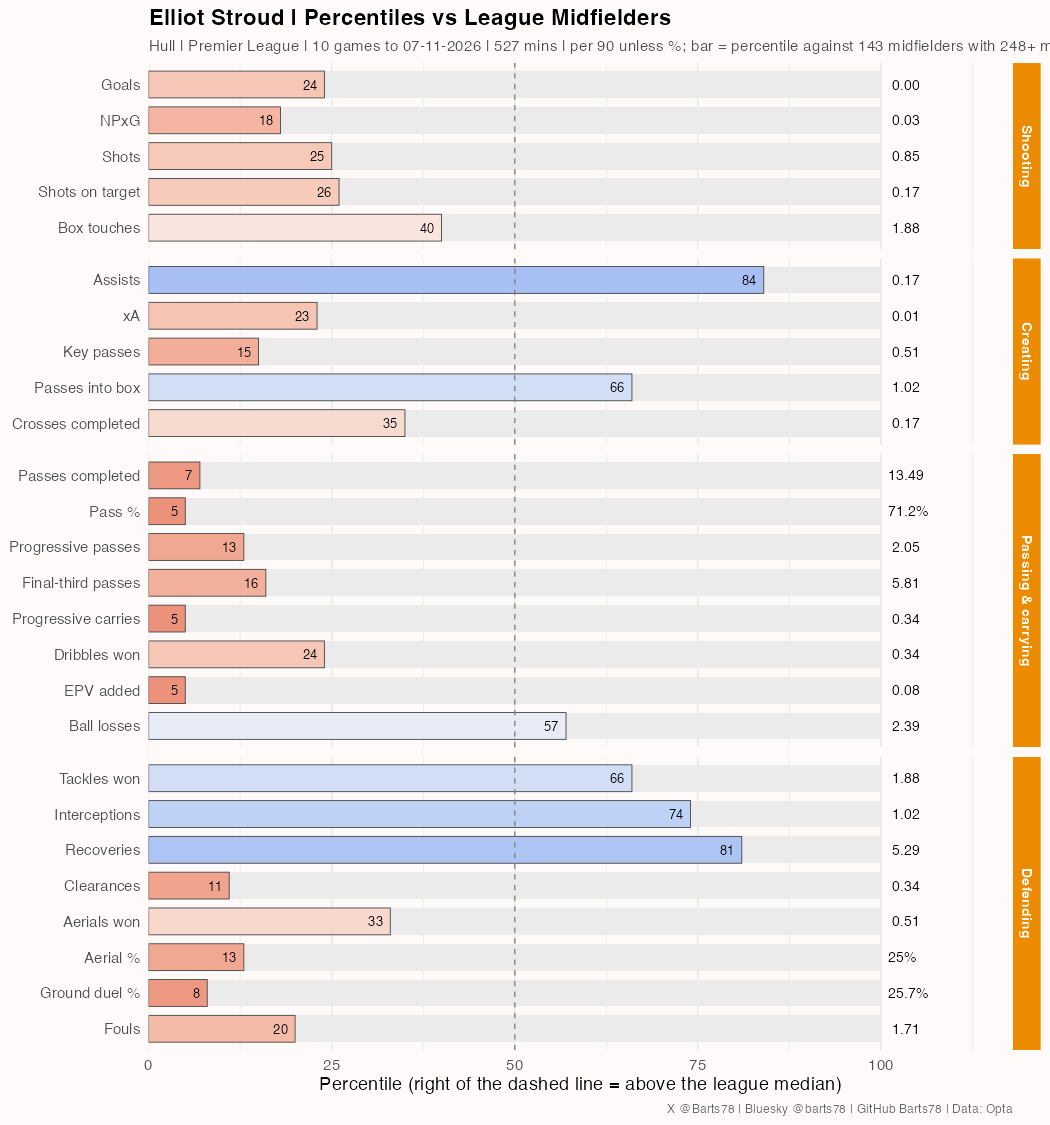 Elliot Stroud | Percentiles vs League Midfielders
Hull | Premier League | 10 games to 07-11-2026 | 527 mins | per 90 unless %; bar = percentile against 143 midfielders with 248+ m
Goals 24 0.00
NPxG 18 0.03
Shots 25 0.85
Shots on target 26 0.17
Box touches 40 1.88
Shooting
Assists 84 0.17
xA 23 0.01
Key passes 15 0.51
Passes into box 66 1.02
Crosses completed 35 0.17
Creating
Passes completed 7 13.49
Pass % 5 71.2%
Progressive passes 13 2.05
Final-third passes 16 5.81
Progressive carries 5 0.34
Dribbles won 24 0.34
EPV added 5 0.08
Ball losses 57 2.39
Passing & carrying
Tackles won 66 1.88
Interceptions 74 1.02
Recoveries 81 5.29
Clearances 11 0.34
Aerials won 33 0.51
Aerial % 13 25%
Ground duel % 8 25.7%
Fouls 20 1.71
Defending
0 25 50 75 100
Percentile (right of the dashed line = above the league median)
X @Barts78 | Bluesky @barts78 | GitHub Barts78 | Data: Opta